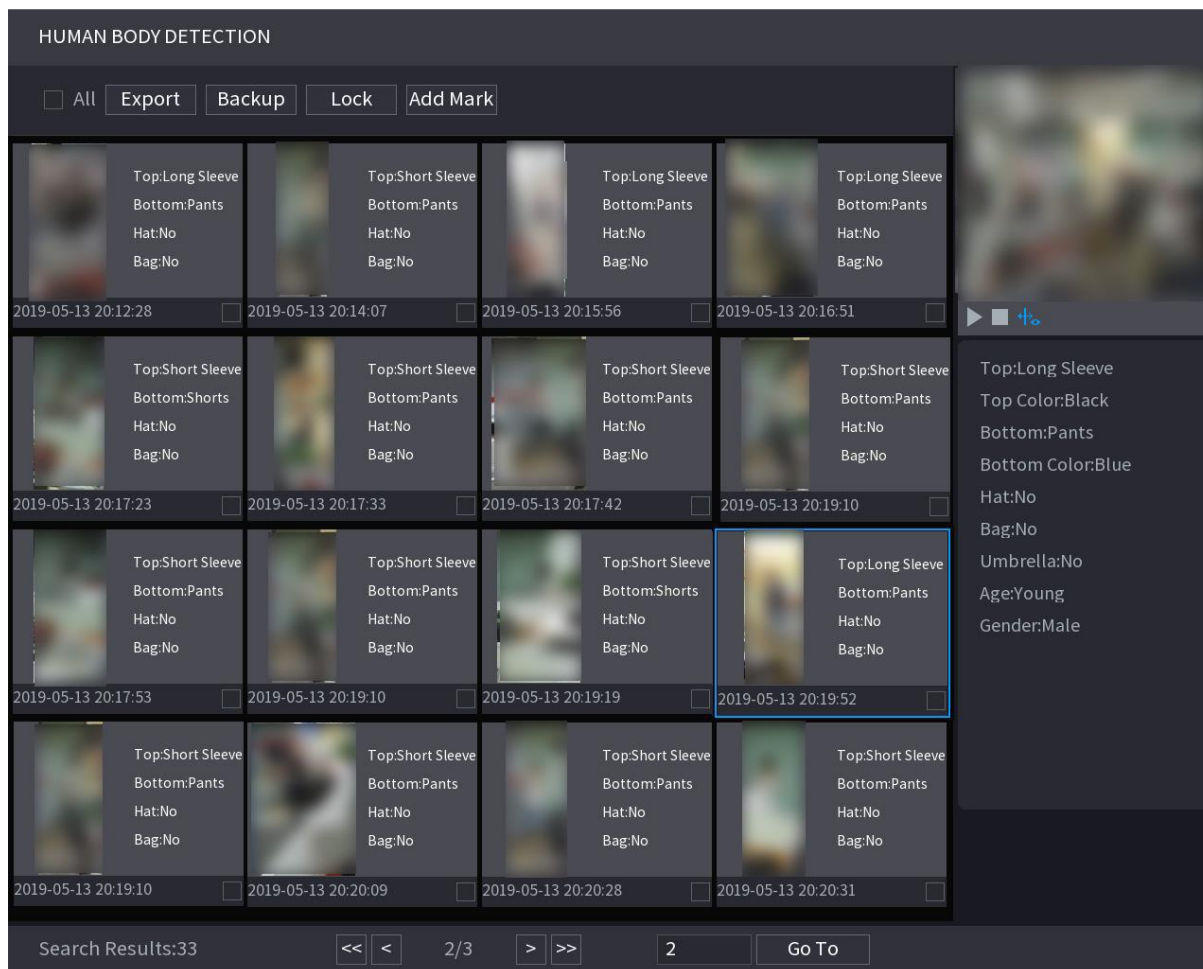 HUMAN BODY DETECTION
All Export Backup Lock Add Mark
Top:Long Sleeve
Bottom:Pants
Hat:No
Bag:No
2019-05-13 20:12:28
Top:Short Sleeve
Bottom:Pants
Hat:No
Bag:No
2019-05-13 20:14:07
Top:Long Sleeve
Bottom:Pants
Hat:No
Bag:No
2019-05-13 20:15:56
Top:Long Sleeve
Bottom:Pants
Hat:No
Bag:No
2019-05-13 20:16:51
Top:Short Sleeve
Bottom:Shorts
Hat:No
Bag:No
2019-05-13 20:17:23
Top:Short Sleeve
Bottom:Pants
Hat:No
Bag:No
2019-05-13 20:17:33
Top:Short Sleeve
Bottom:Pants
Hat:No
Bag:No
2019-05-13 20:17:42
Top:Short Sleeve
Bottom:Pants
Hat:No
Bag:No
2019-05-13 20:19:10
Top:Short Sleeve
Bottom:Pants
Hat:No
Bag:No
2019-05-13 20:17:53
Top:Short Sleeve
Bottom:Pants
Hat:No
Bag:No
2019-05-13 20:19:10
Top:Short Sleeve
Bottom:Shorts
Hat:No
Bag:No
2019-05-13 20:19:19
Top:Long Sleeve
Bottom:Pants
Hat:No
Bag:No
2019-05-13 20:19:52
Top:Short Sleeve
Bottom:Pants
Hat:No
Bag:No
2019-05-13 20:19:10
Top:Short Sleeve
Bottom:Pants
Hat:No
Bag:No
2019-05-13 20:20:09
Top:Short Sleeve
Bottom:Pants
Hat:No
Bag:No
2019-05-13 20:20:28
Top:Short Sleeve
Bottom:Pants
Hat:No
Bag:No
2019-05-13 20:20:31
Top:Long Sleeve
Top Color:Black
Bottom:Pants
Bottom Color:Blue
Hat:No
Bag:No
Umbrella:No
Age:Young
Gender:Male
Search Results:33 << < 2/3 > >> 2 Go To